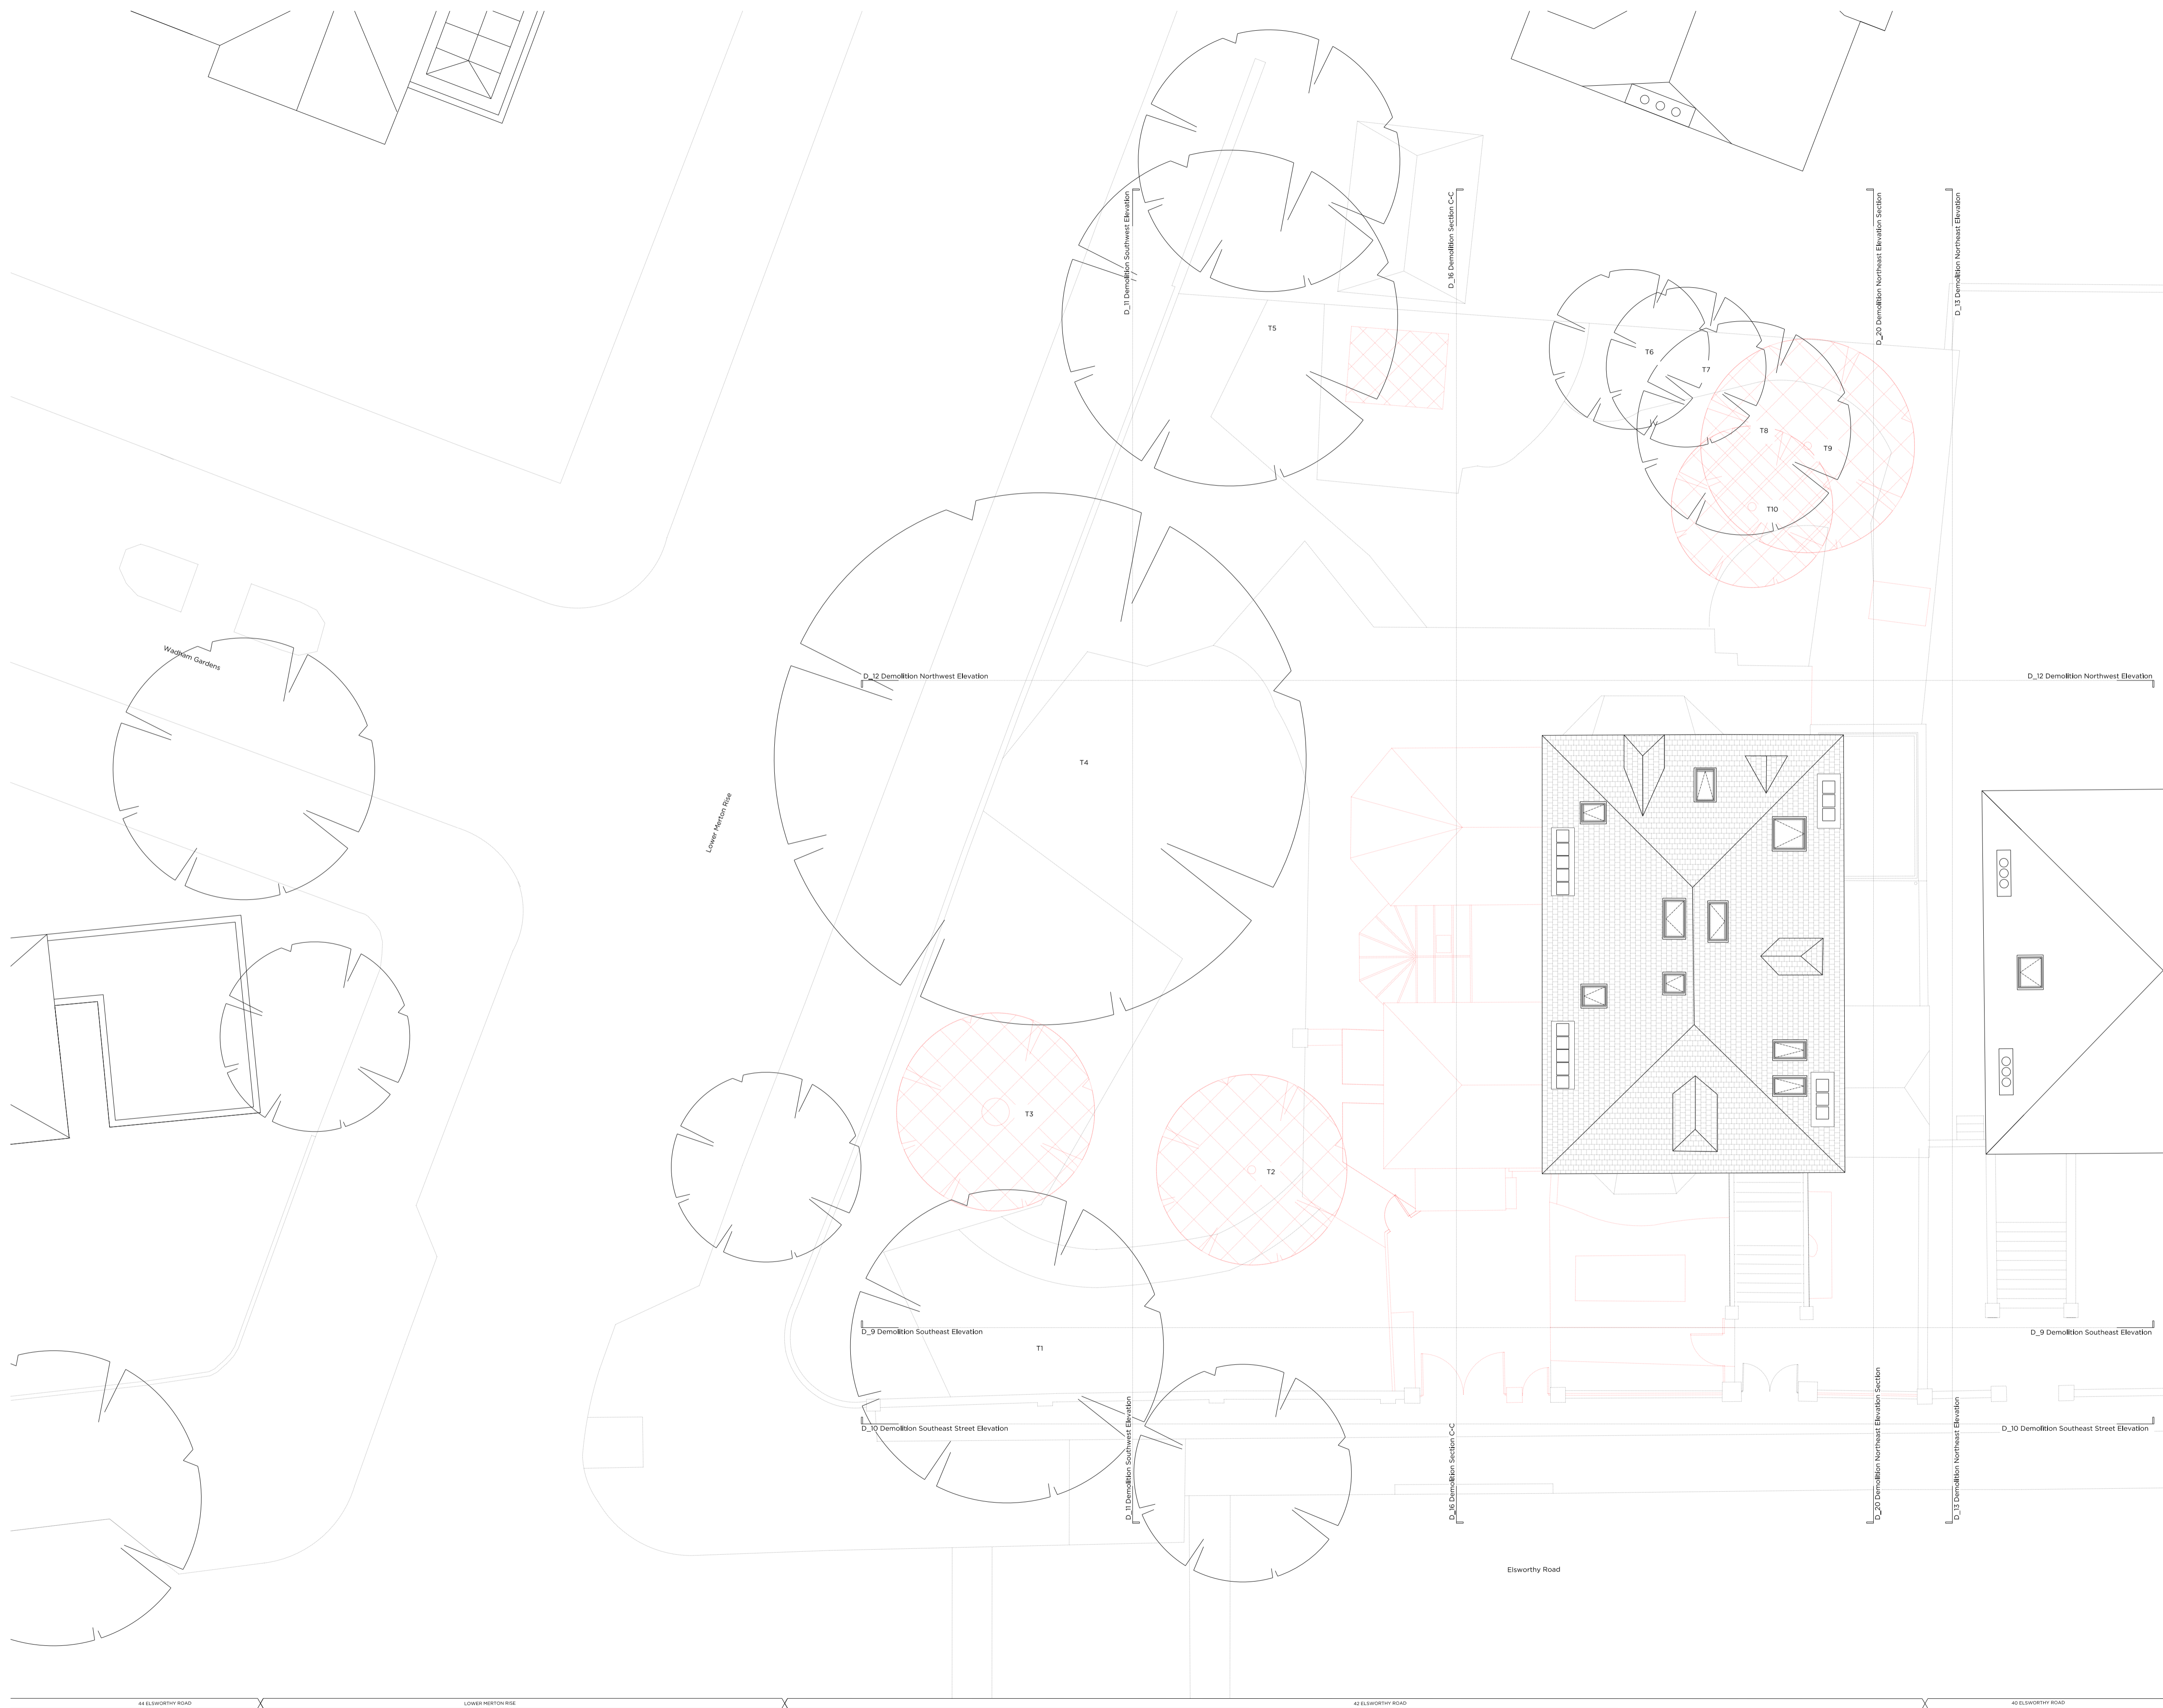 D_11 Demolition Southwest Elevation
D_16 Demolition Section C-C
D_20 Demolition Northeast Elevation Section
D_13 Demolition Northeast Elevation
T5
T6
T7
T8
T9
T10
Wadham Gardens
D_12 Demolition Northwest Elevation
D_12 Demolition Northwest Elevation
T4
Lower Merton Rise
T3
T2
D_9 Demolition Southeast Elevation
D_9 Demolition Southeast Elevation
T1
D_10 Demolition Southeast Street Elevation
D_10 Demolition Southeast Street Elevation
D_11 Demolition Southwest Elevation
D_16 Demolition Section C-C
D_20 Demolition Northeast Elevation Section
D_13 Demolition Northeast Elevation
Elsworthy Road
44 ELSWORTHY ROAD
LOWER MERTON RISE
42 ELSWORTHY ROAD
40 ELSWORTHY ROAD